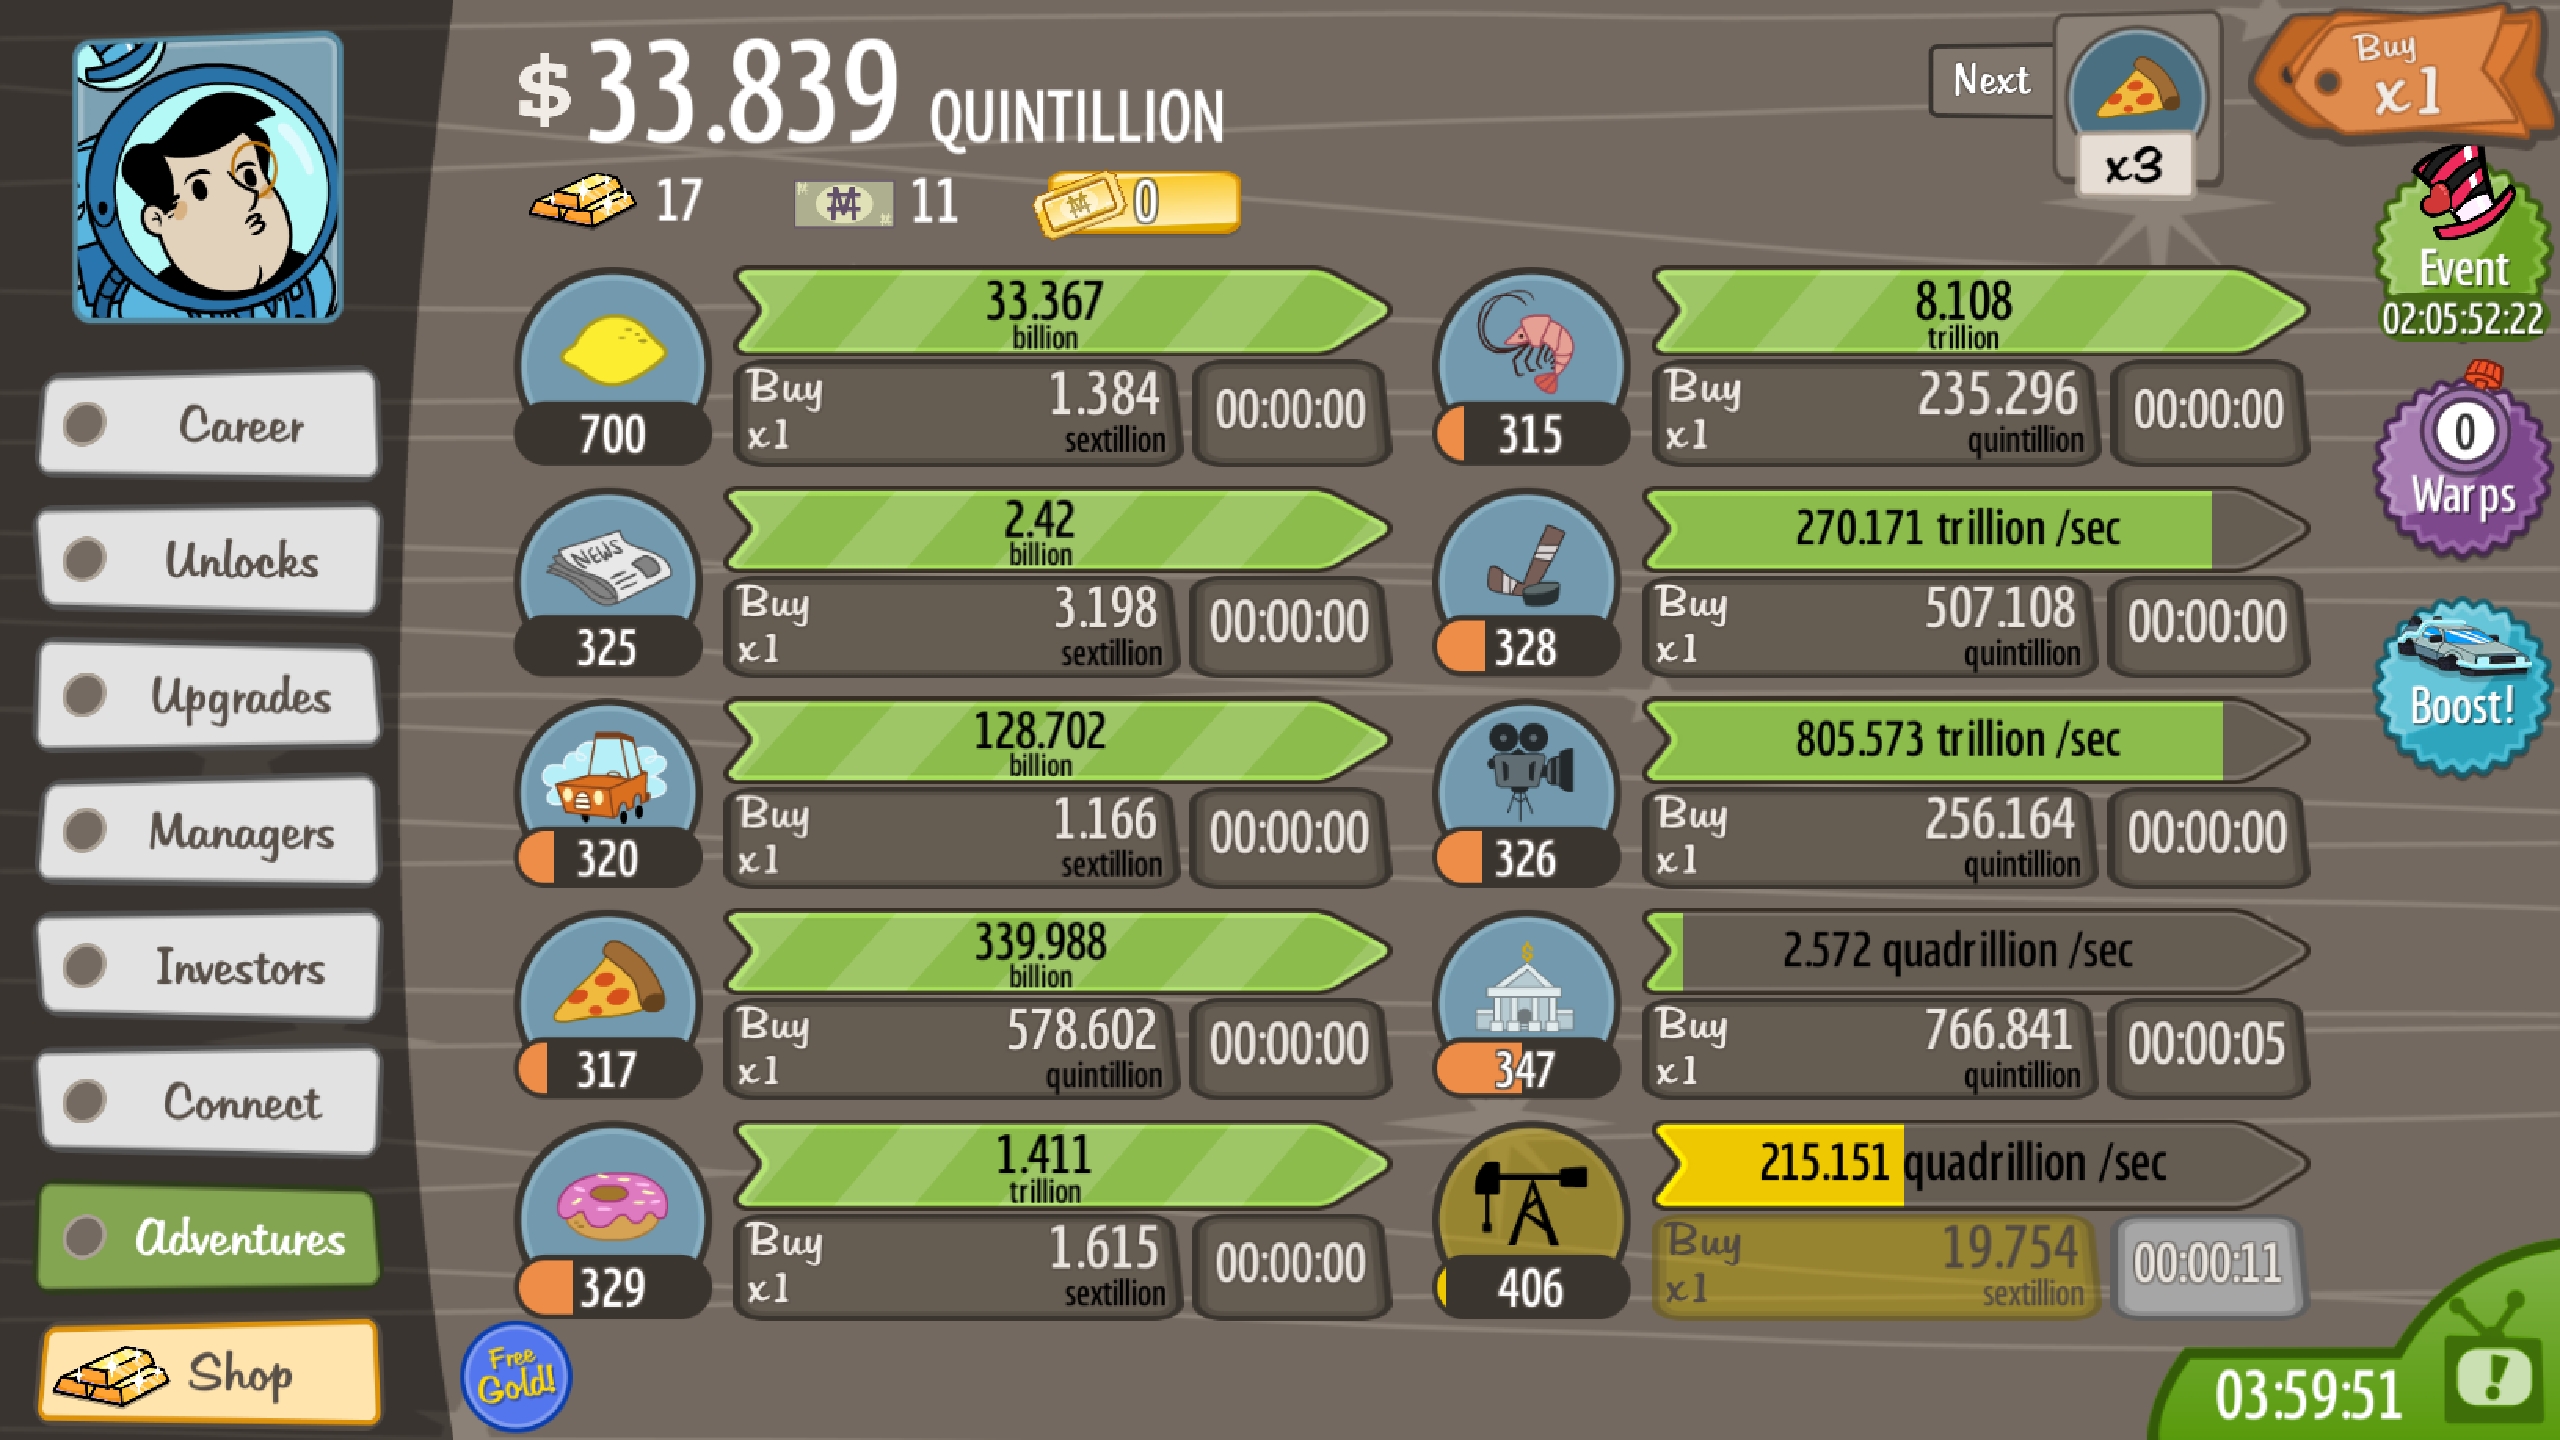 $ 33.839 QUINTILLION
Next
x3
Buy
x1
17
11
0
Event
02:05:52:22
0
Warps
Boost!
Career
Unlocks
Upgrades
Managers
Investors
Connect
Adventures
Shop
33.367
billion
700
Buy
x1
1.384
sextillion
00:00:00
NEWS
2.42
billion
325
Buy
x1
3.198
sextillion
00:00:00
128.702
billion
320
Buy
x1
1.166
sextillion
00:00:00
339.988
billion
317
Buy
x1
578.602
quintillion
00:00:00
1.411
trillion
329
Buy
x1
1.615
sextillion
00:00:00
8.108
trillion
315
Buy
x1
235.296
quintillion
00:00:00
270.171 trillion /sec
328
Buy
x1
507.108
quintillion
00:00:00
805.573 trillion /sec
326
Buy
x1
256.164
quintillion
00:00:00
2.572 quadrillion /sec
347
Buy
x1
766.841
quintillion
00:00:05
215.151 quadrillion /sec
406
Buy
x1
19.754
sextillion
00:00:11
Free
Gold!
03:59:51
!